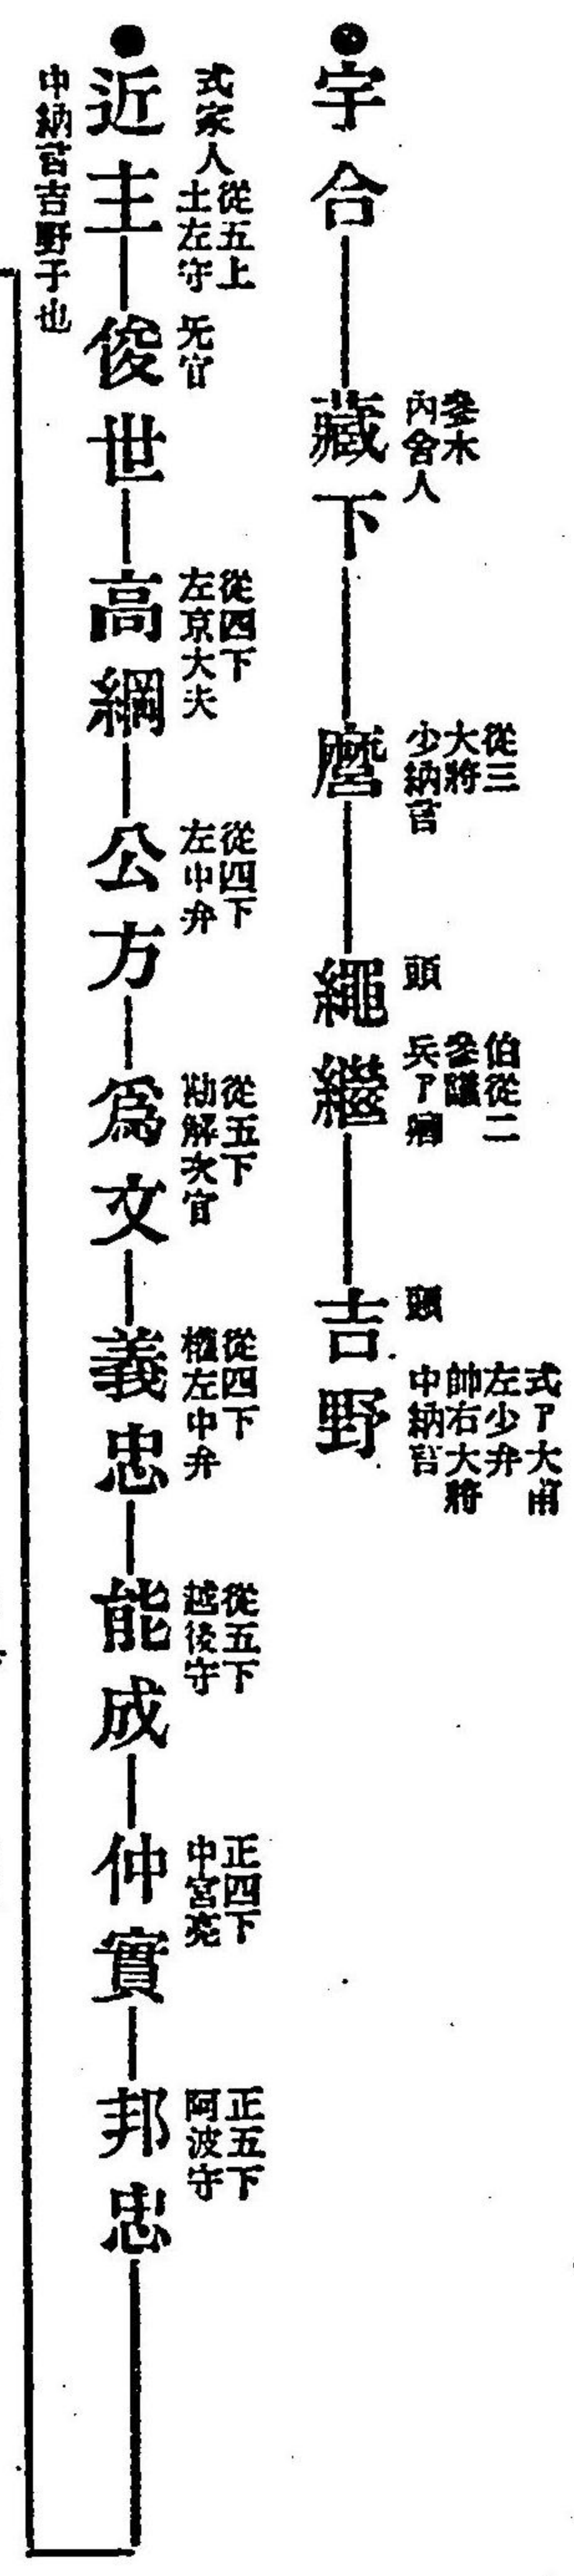 宇合
藏下
參木
內舍人
麿
從三
大將
少納言
繩繼
頭
伯從二
參議
兵ア
吉野
頭
式ア大甫
左少弁
帥右大將
中納言
近主
式家人
從五上
土左守
中納言吉野子也
俊世
无官
高綱
從四下
左京大夫
公方
從四下
左中弁
爲文
從五下
勘解次官
義忠
從四下
權左中弁
能成
從五下
越後守
仲實
正四下
中宮亮
邦忠
正五下
阿波守